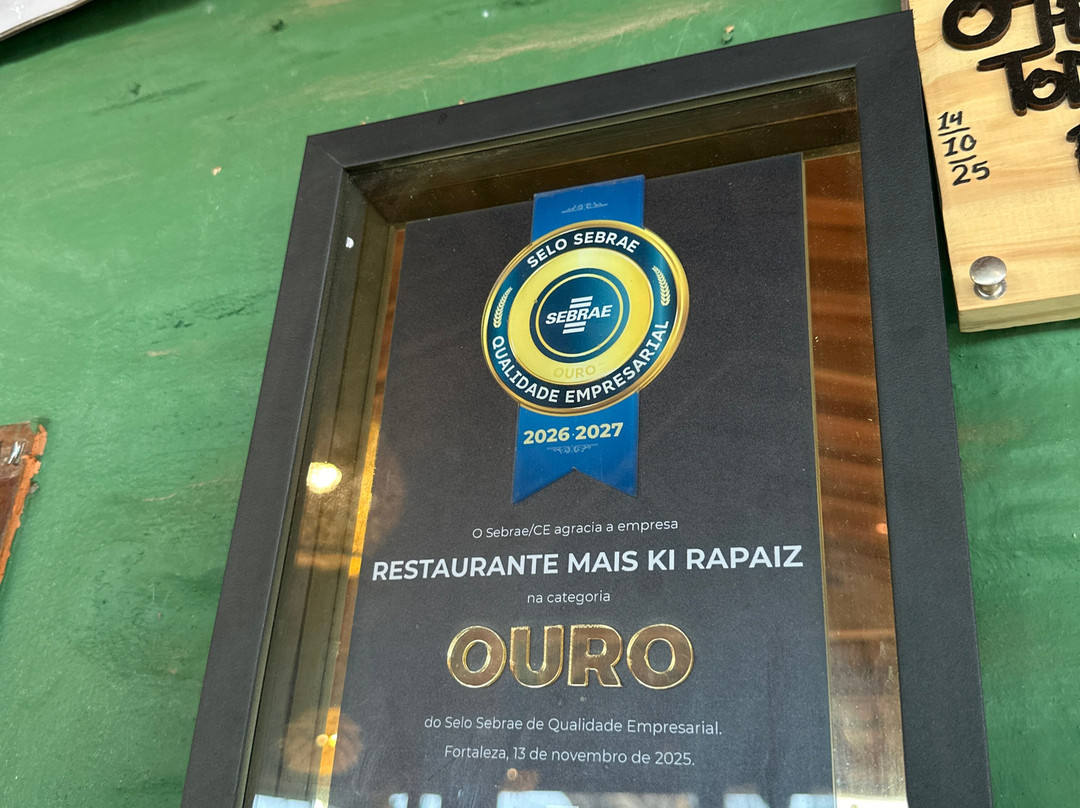 SELO SEBRAE
SEBRAE
OURO
QUALIDADE EMPRESARIAL
2026·2027
O Sebrae/CE agracia a empresa
RESTAURANTE MAIS KI RAPAIZ
na categoria
OURO
do Selo Sebrae de Qualidade Empresarial.
Fortaleza, 13 de novembro de 2025.
14
10
25